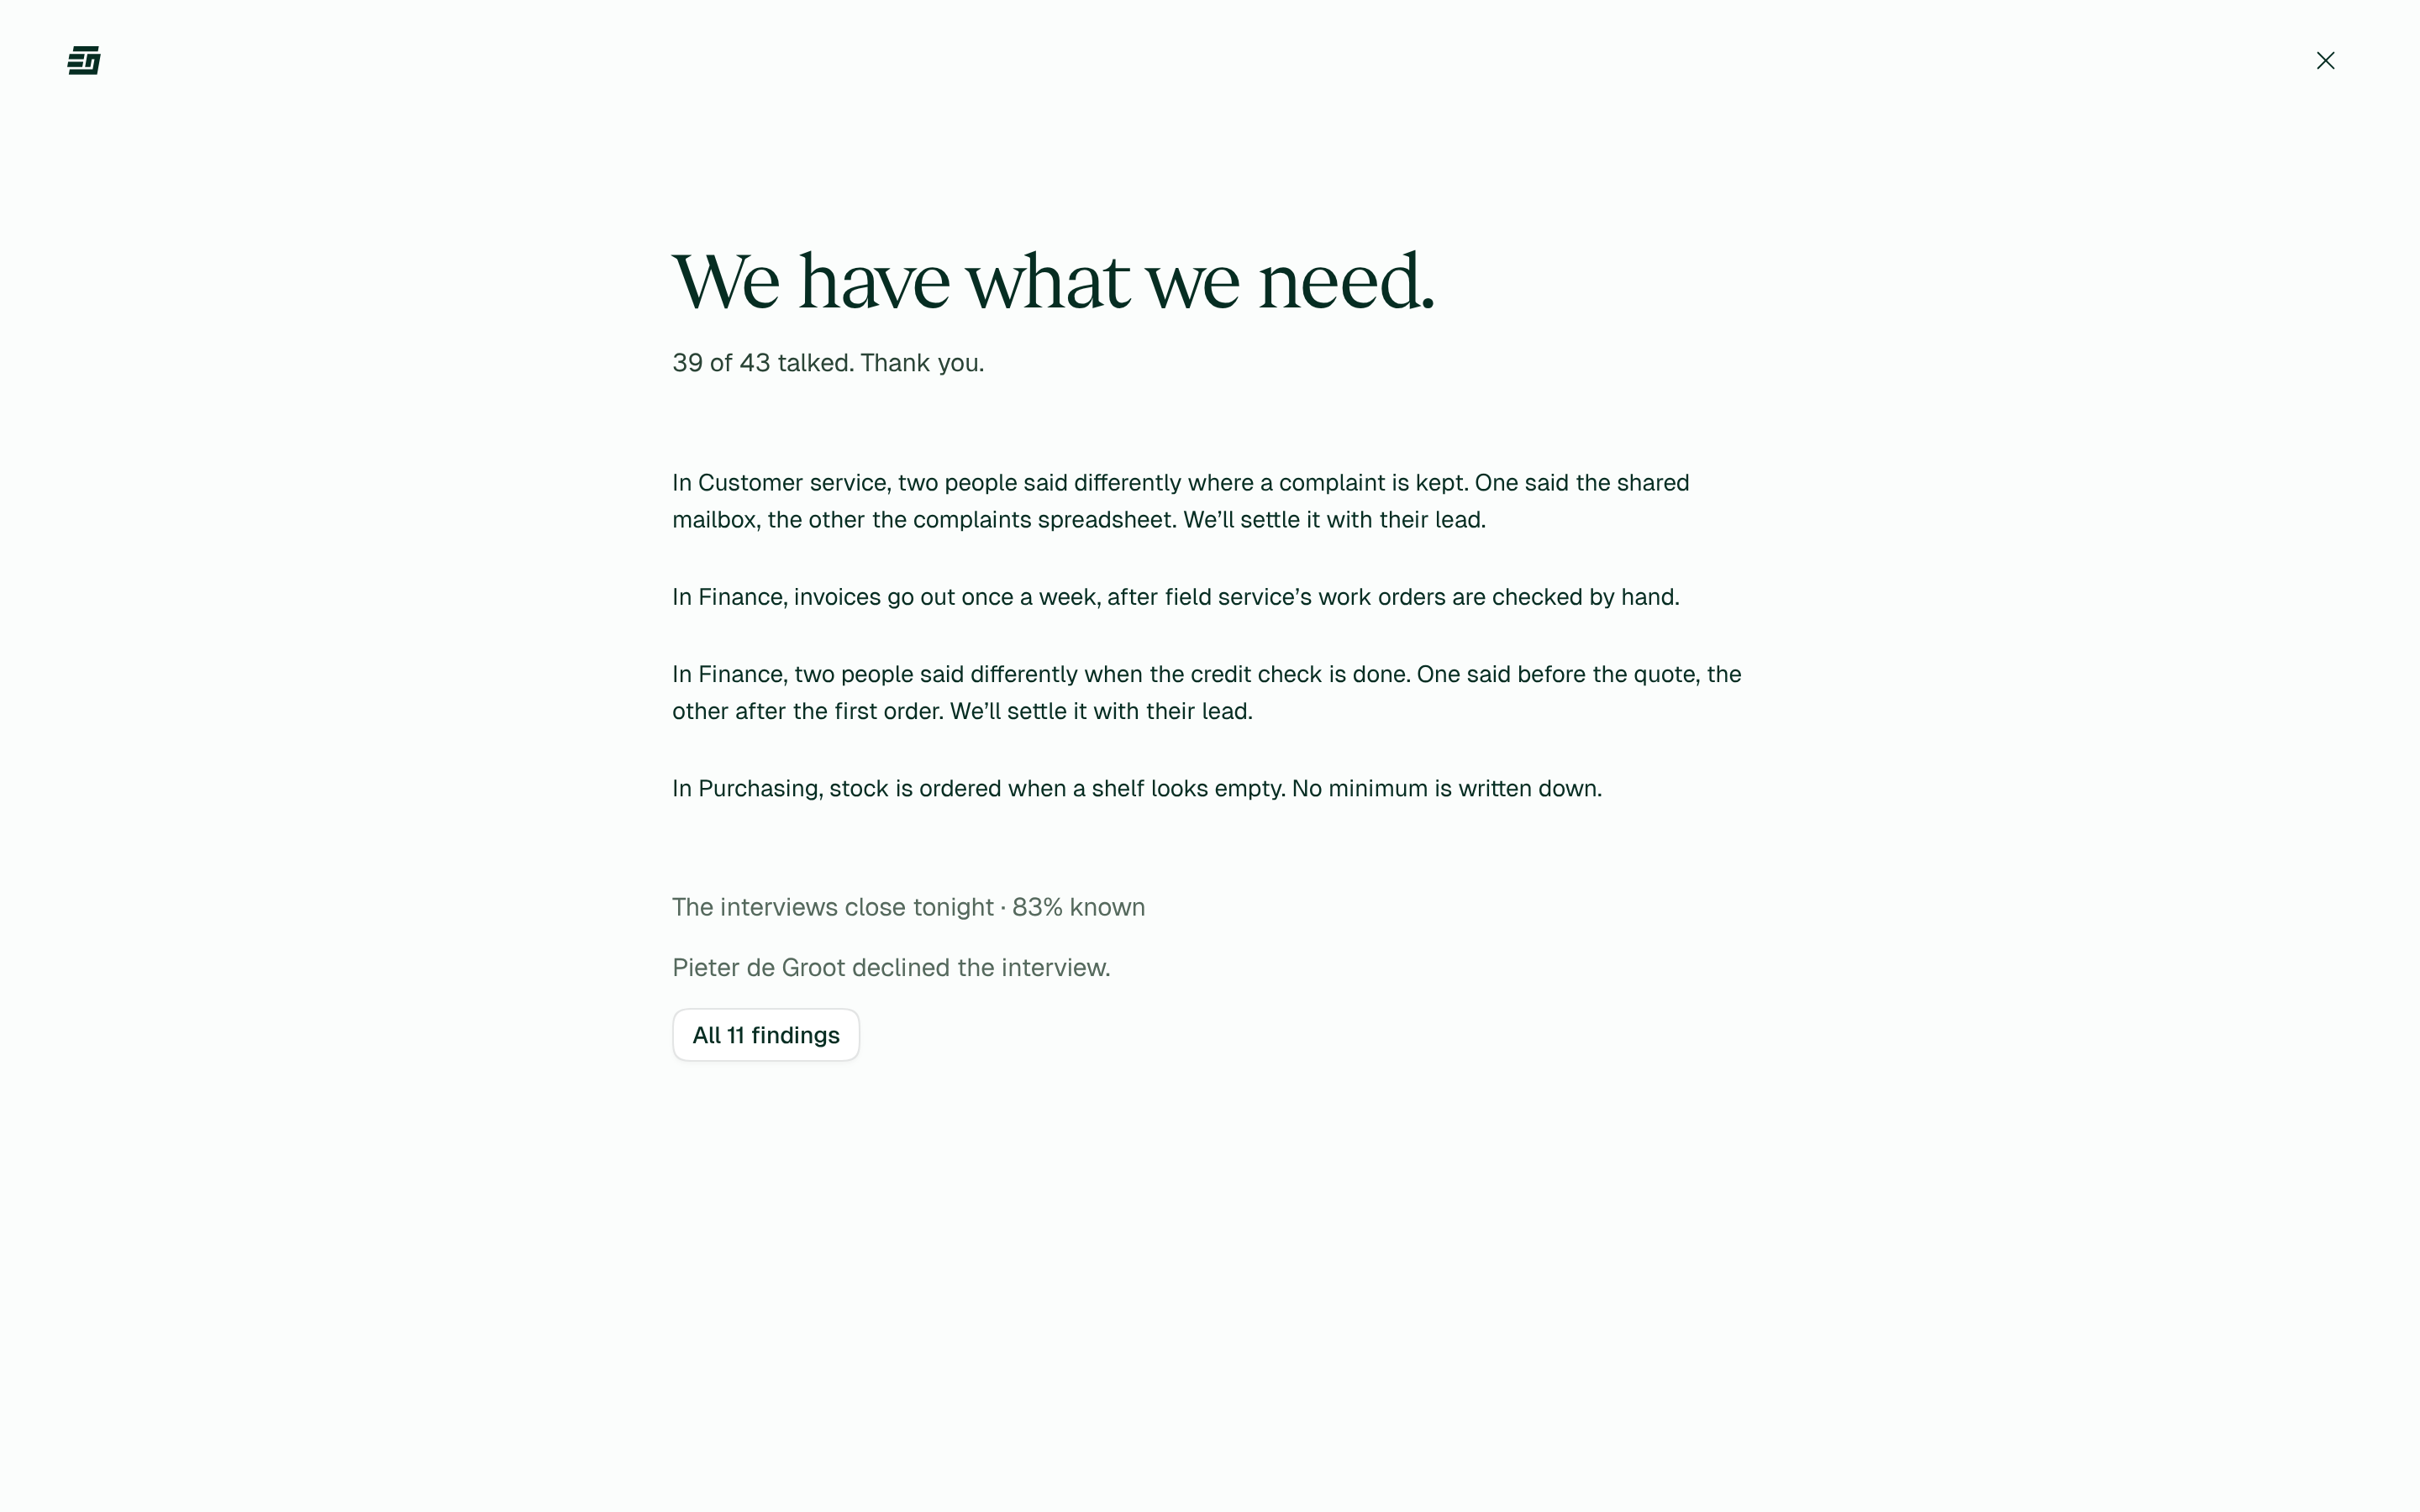 We have what we need.
39 of 43 talked. Thank you.
In Customer service, two people said differently where a complaint is kept. One said the shared
mailbox, the other the complaints spreadsheet. We’ll settle it with their lead.
In Finance, invoices go out once a week, after field service’s work orders are checked by hand.
In Finance, two people said differently when the credit check is done. One said before the quote, the
other after the first order. We’ll settle it with their lead.
In Purchasing, stock is ordered when a shelf looks empty. No minimum is written down.
The interviews close tonight · 83% known
Pieter de Groot declined the interview.
All 11 findings